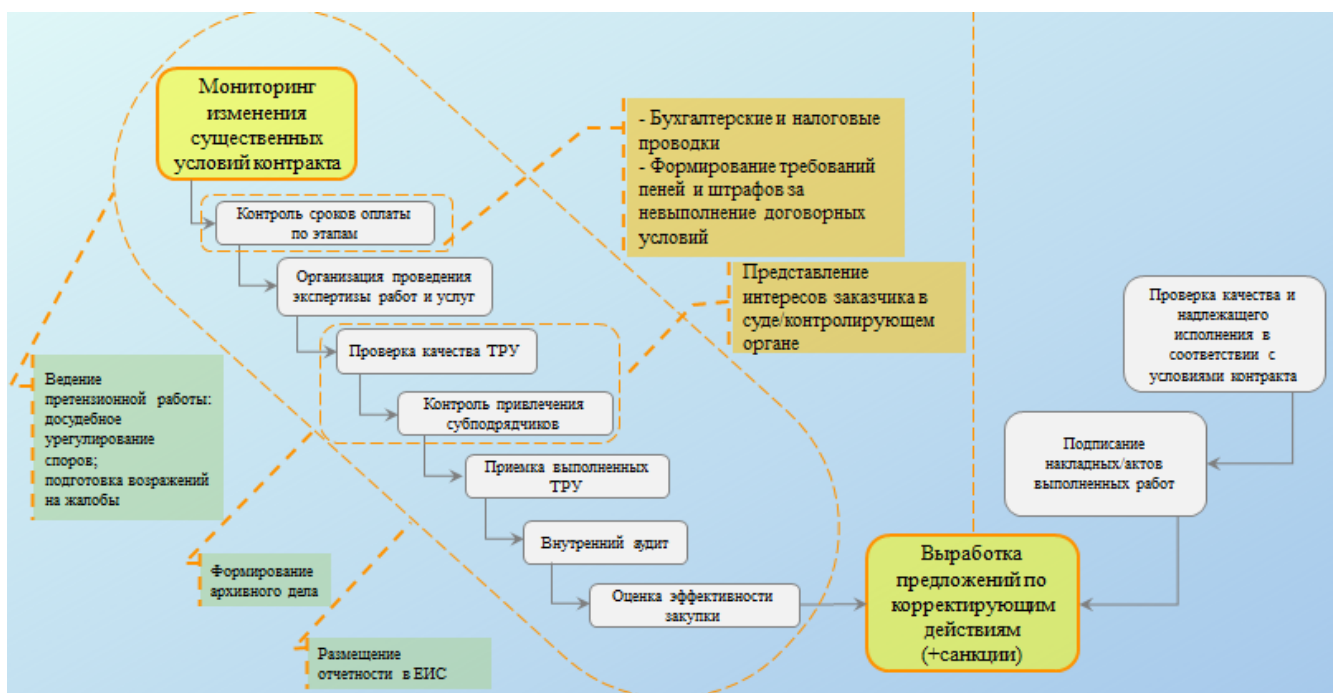 Мониторинг
изменения
существенных
условий контракта
- Бухгалтерские и налоговые
проводки
- Формирование требований
пеней и штрафов за
невыполнение договорных
условий
Контроль сроков оплаты
по этапам
Организация проведения
экспертизы работ и услуг
Представление
интересов заказчика в
суде/контролирующем
органе
Проверка качества и
надлежащего
исполнения в
соответствии с
условиями контракта
Проверка качества ТРУ
Ведение
претензионной работы:
досудебное
урегулирование
споров;
подготовка возражений
на жалобы
Контроль привлечения
субподрядчиков
Подписание
накладных/актов
выполненных работ
Приемка выполненных
ТРУ
Внутренний аудит
Выработка
предложений по
корректирующим
действиям
(+санкции)
Формирование
архивного дела
Оценка эффективности
закупки
Размещение
отчетности в ЕИС